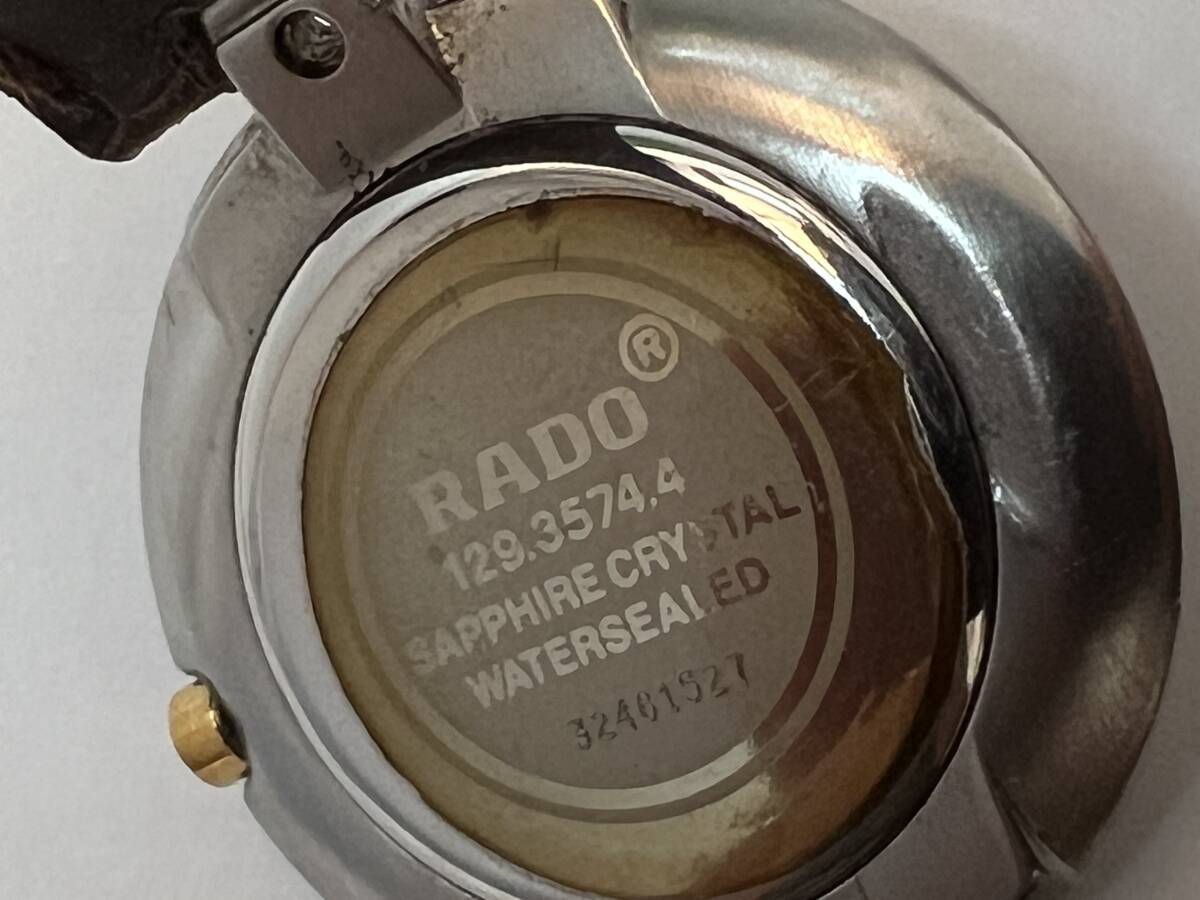 RADO®
129.3574.4
SAPPHIRE CRYSTAL
WATERSEALED
32461527